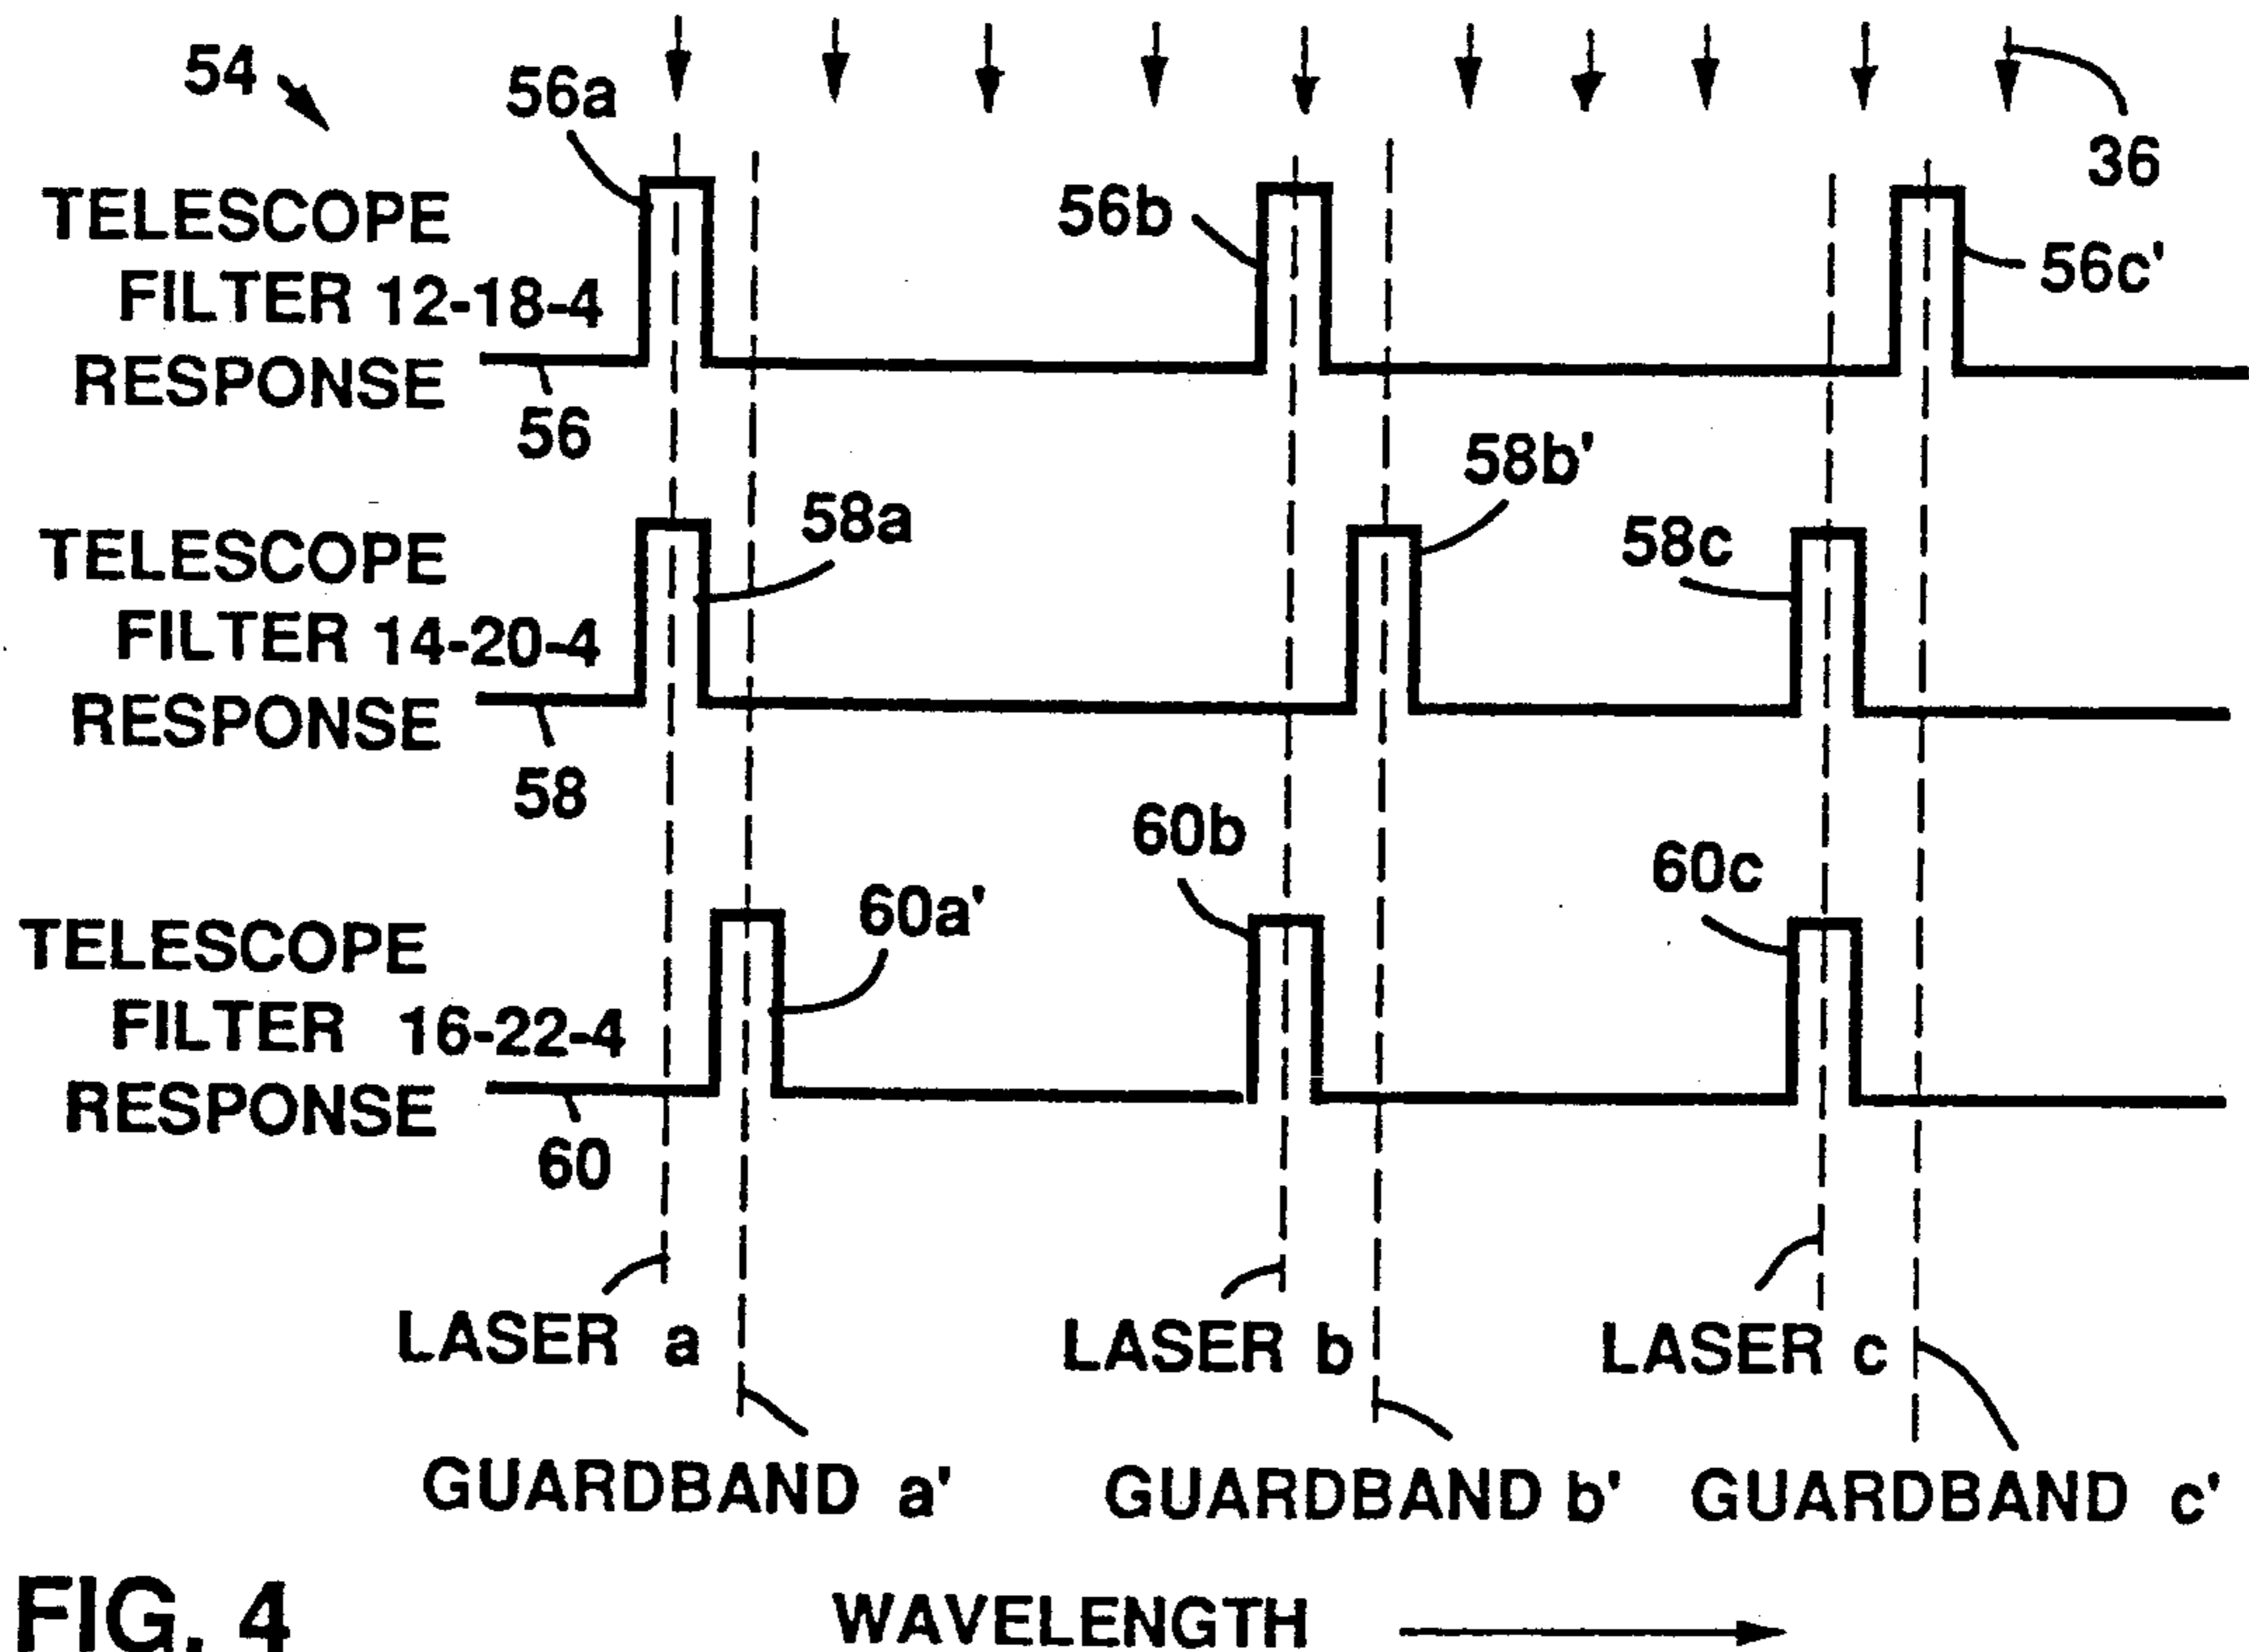 54
56a
36
TELESCOPE
FILTER 12-18-4
RESPONSE
56b
56c'
56
TELESCOPE
FILTER 14-20-4
RESPONSE
58a
58b'
58c
58
TELESCOPE
FILTER 16-22-4
RESPONSE
60a'
60b
60c
60
LASER a
LASER b
LASER c
GUARDBAND a'
GUARDBAND b'
GUARDBAND c'
FIG. 4
WAVELENGTH